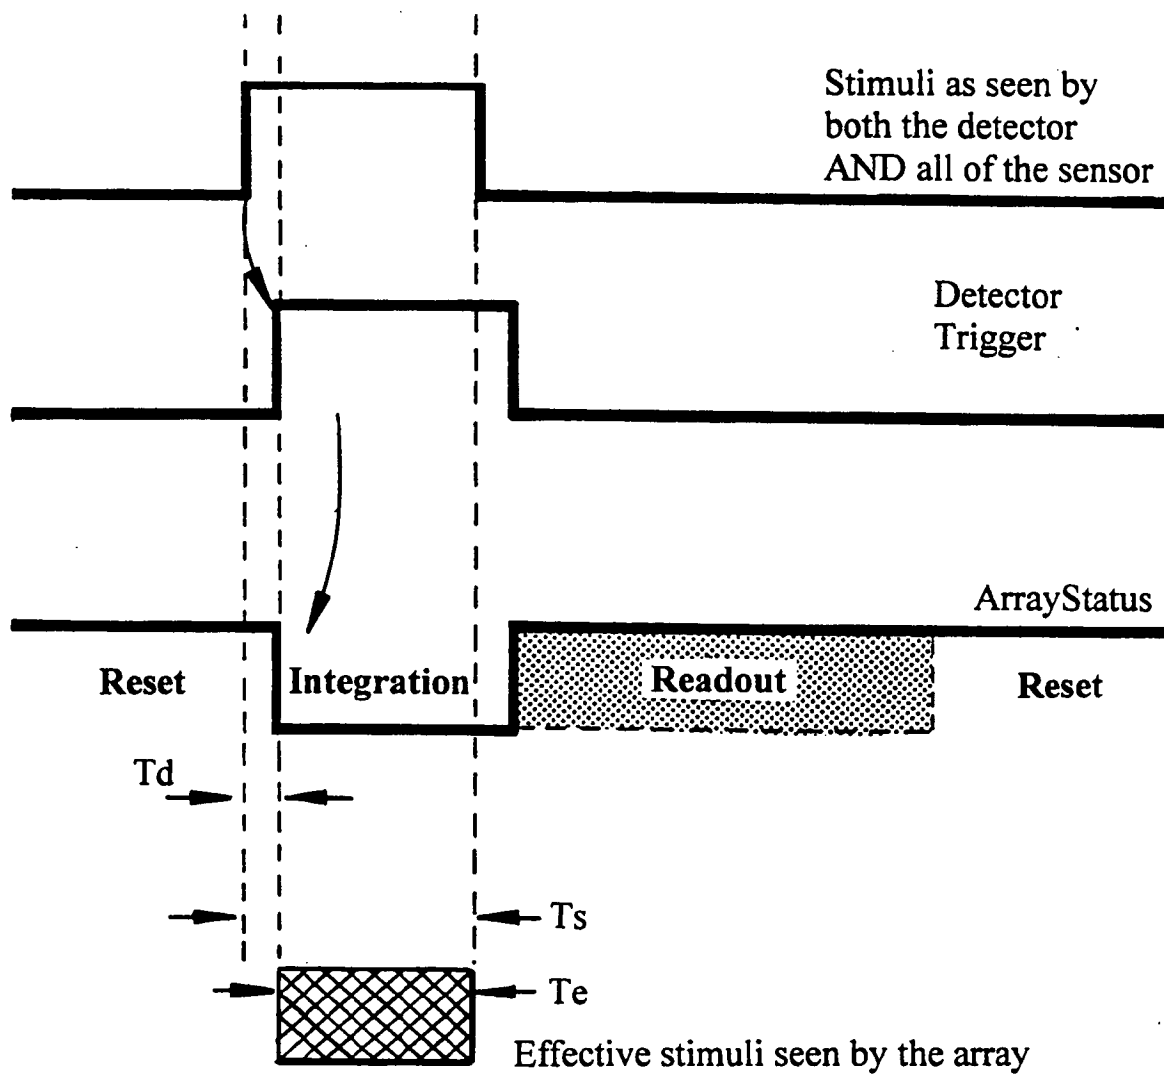 Stimuli as seen by
both the detector
AND all of the sensor
Detector
Trigger
ArrayStatus
Reset
Integration
Readout
Reset
Td
Ts
Te
Effective stimuli seen by the array